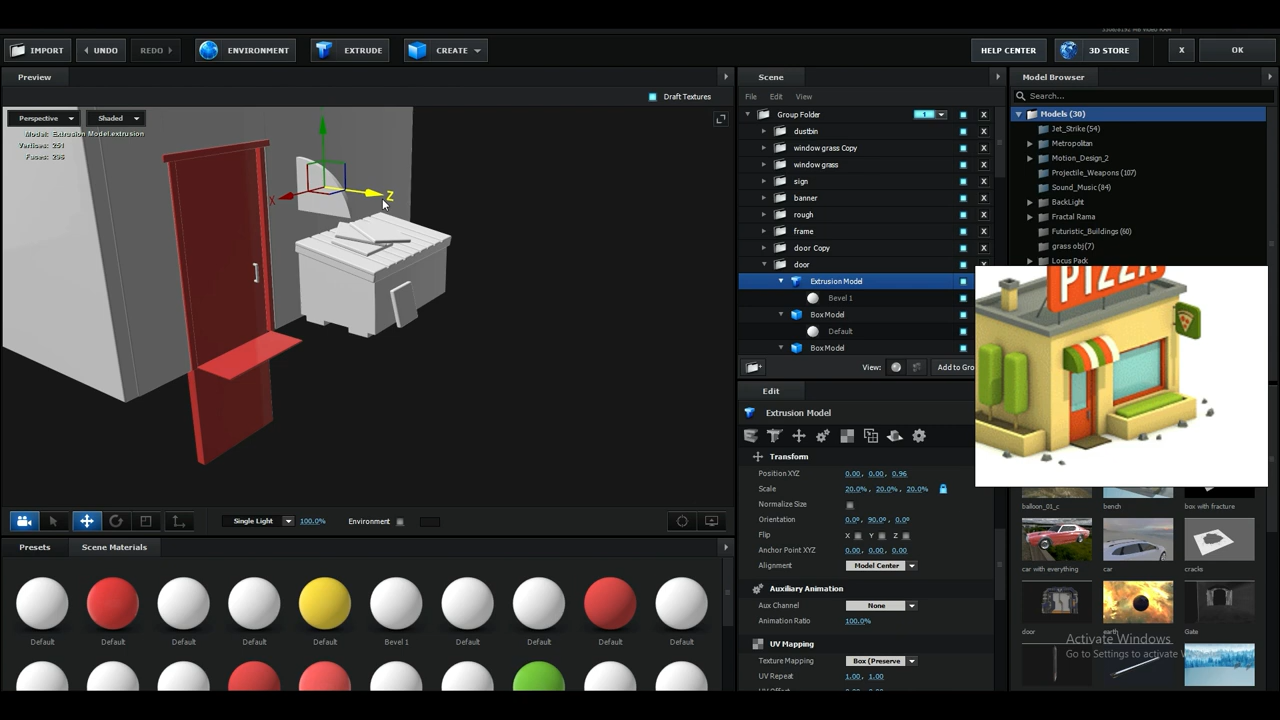 IMPORT
UNDO
REDO
ENVIRONMENT
EXTRUDE
CREATE
HELP CENTER
3D STORE
X
OK
Preview
Draft Textures
Perspective
Shaded
Model: Extrusion Model.extrusion
Vertices: 251
Faces: 296
X
Z
Single Light
100.0%
Environment
Presets
Scene Materials
Default
Default
Default
Default
Default
Bevel 1
Default
Default
Default
Default
Scene
File
Edit
View
Group Folder
1
X
dustbin
X
window grass Copy
X
window grass
X
sign
X
banner
X
rough
X
frame
X
door Copy
X
door
Extrusion Model
Bevel 1
Box Model
Default
Box Model
View:
Add to Gro
Edit
Extrusion Model
Transform
Position XYZ
0.00, 0.00, 0.96
Scale
20.0%, 20.0%, 20.0%
Normalize Size
Orientation
0.0°, 90.0°, 0.0°
Flip
X
Y
Z
Anchor Point XYZ
0.00, 0.00, 0.00
Alignment
Model Center
Auxiliary Animation
Aux Channel
None
Animation Ratio
100.0%
UV Mapping
Texture Mapping
Box (Preserve
UV Repeat
1.00, 1.00
Model Browser
Search...
Models (30)
Jet_Strike (54)
Metropolitan
Motion_Design_2
Projectile_Weapons (107)
Sound_Music (84)
BackLight
Fractal Rama
Futuristic_Buildings (60)
grass obj(7)
Locus Pack
PIZZA
balloon_01_c
bench
box with fracture
car with everything
car
cracks
door
earth
Gate
Activate Windows
Go to Settings to activate W